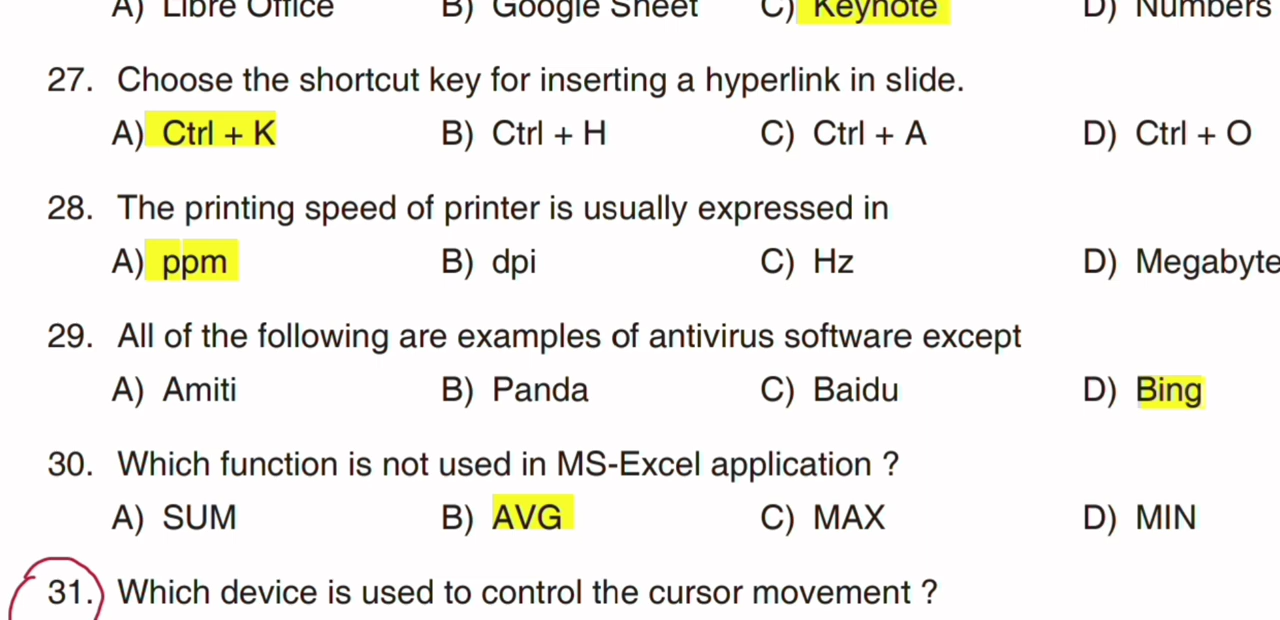 A) Libre Office B) Google Sheet C) Keynote D) Numbers
27. Choose the shortcut key for inserting a hyperlink in slide.
A) Ctrl + K B) Ctrl + H C) Ctrl + A D) Ctrl + O
28. The printing speed of printer is usually expressed in
A) ppm B) dpi C) Hz D) Megabyte
29. All of the following are examples of antivirus software except
A) Amiti B) Panda C) Baidu D) Bing
30. Which function is not used in MS-Excel application ?
A) SUM B) AVG C) MAX D) MIN
31. Which device is used to control the cursor movement ?